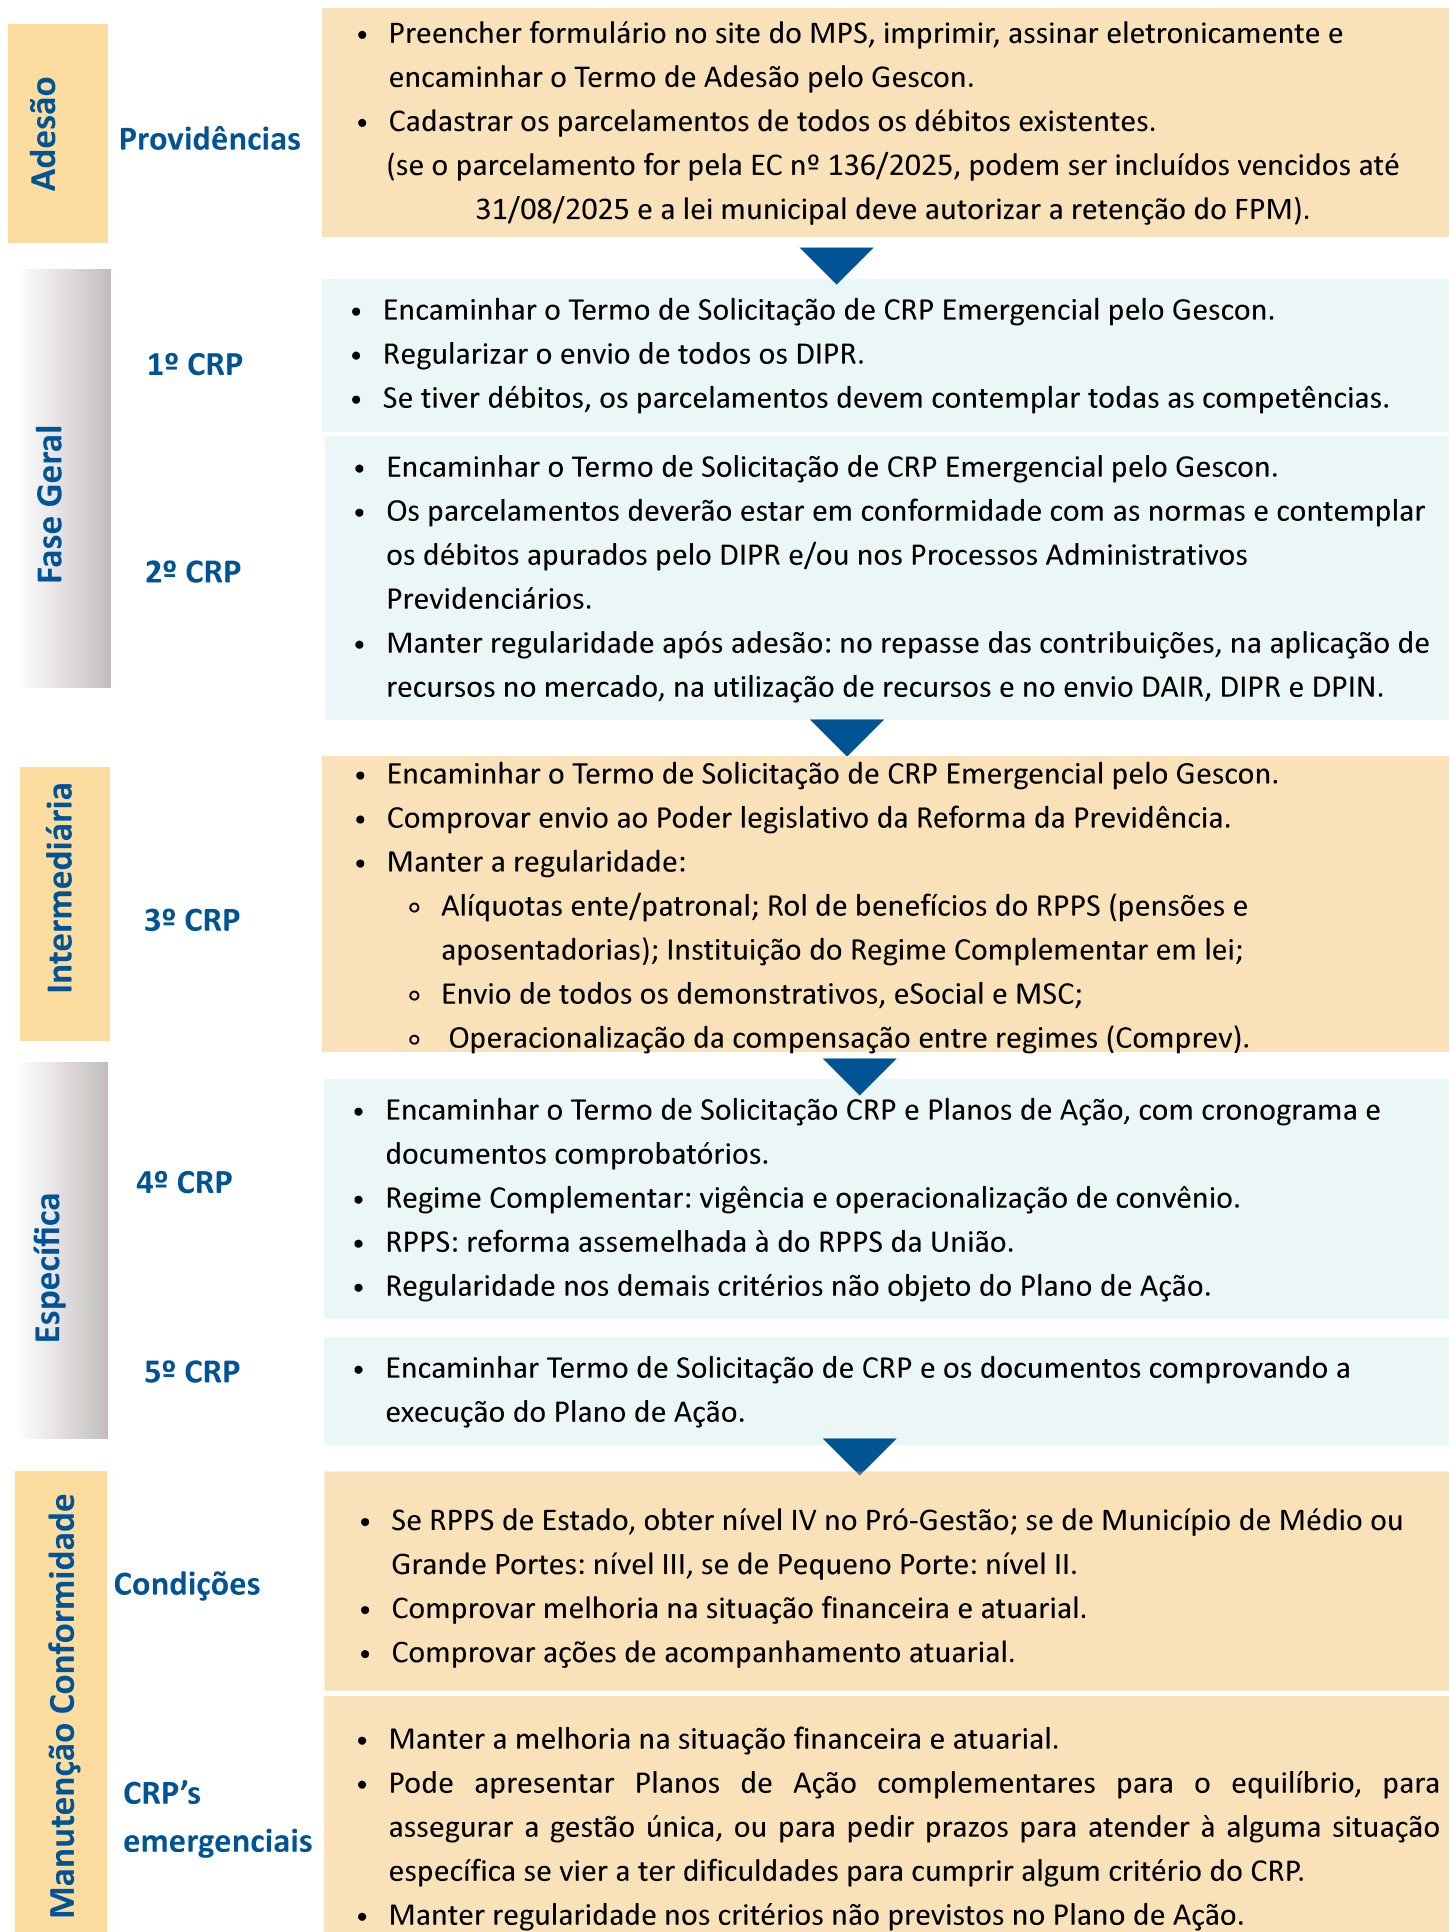 Adesão
Providências
• Preencher formulário no site do MPS, imprimir, assinar eletronicamente e
encaminhar o Termo de Adesão pelo Gescon.
• Cadastrar os parcelamentos de todos os débitos existentes.
(se o parcelamento for pela EC nº 136/2025, podem ser incluídos vencidos até
31/08/2025 e a lei municipal deve autorizar a retenção do FPM).
Fase Geral
1º CRP
• Encaminhar o Termo de Solicitação de CRP Emergencial pelo Gescon.
• Regularizar o envio de todos os DIPR.
• Se tiver débitos, os parcelamentos devem contemplar todas as competências.
2º CRP
• Encaminhar o Termo de Solicitação de CRP Emergencial pelo Gescon.
• Os parcelamentos deverão estar em conformidade com as normas e contemplar
os débitos apurados pelo DIPR e/ou nos Processos Administrativos
Previdenciários.
• Manter regularidade após adesão: no repasse das contribuições, na aplicação de
recursos no mercado, na utilização de recursos e no envio DAIR, DIPR e DPIN.
Intermediária
3º CRP
• Encaminhar o Termo de Solicitação de CRP Emergencial pelo Gescon.
• Comprovar envio ao Poder legislativo da Reforma da Previdência.
• Manter a regularidade:
◦ Alíquotas ente/patronal; Rol de benefícios do RPPS (pensões e
aposentadorias); Instituição do Regime Complementar em lei;
◦ Envio de todos os demonstrativos, eSocial e MSC;
◦ Operacionalização da compensação entre regimes (Comprev).
Específica
4º CRP
• Encaminhar o Termo de Solicitação CRP e Planos de Ação, com cronograma e
documentos comprobatórios.
• Regime Complementar: vigência e operacionalização de convênio.
• RPPS: reforma assemelhada à do RPPS da União.
• Regularidade nos demais critérios não objeto do Plano de Ação.
5º CRP
• Encaminhar Termo de Solicitação de CRP e os documentos comprovando a
execução do Plano de Ação.
Manutenção Conformidade
Condições
• Se RPPS de Estado, obter nível IV no Pró-Gestão; se de Município de Médio ou
Grande Portes: nível III, se de Pequeno Porte: nível II.
• Comprovar melhoria na situação financeira e atuarial.
• Comprovar ações de acompanhamento atuarial.
CRP’s
emergenciais
• Manter a melhoria na situação financeira e atuarial.
• Pode apresentar Planos de Ação complementares para o equilíbrio, para
assegurar a gestão única, ou para pedir prazos para atender à alguma situação
específica se vier a ter dificuldades para cumprir algum critério do CRP.
• Manter regularidade nos critérios não previstos no Plano de Ação.